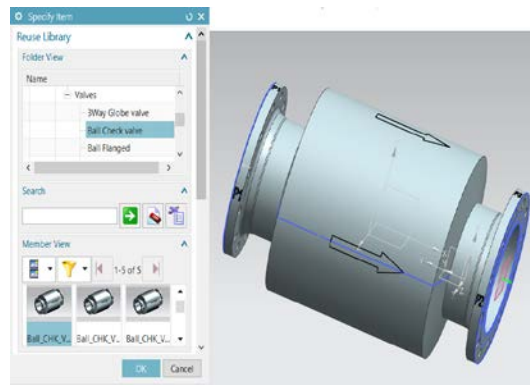 Specify Item
Reuse Library
Folder View
Name
Valves
3Way Globe valve
Ball Check valve
Ball Flanged
Search
Member View
1-5 of 5
Ball_CHK_V... Ball_CHK_V... Ball_CHK_V...
OK Cancel